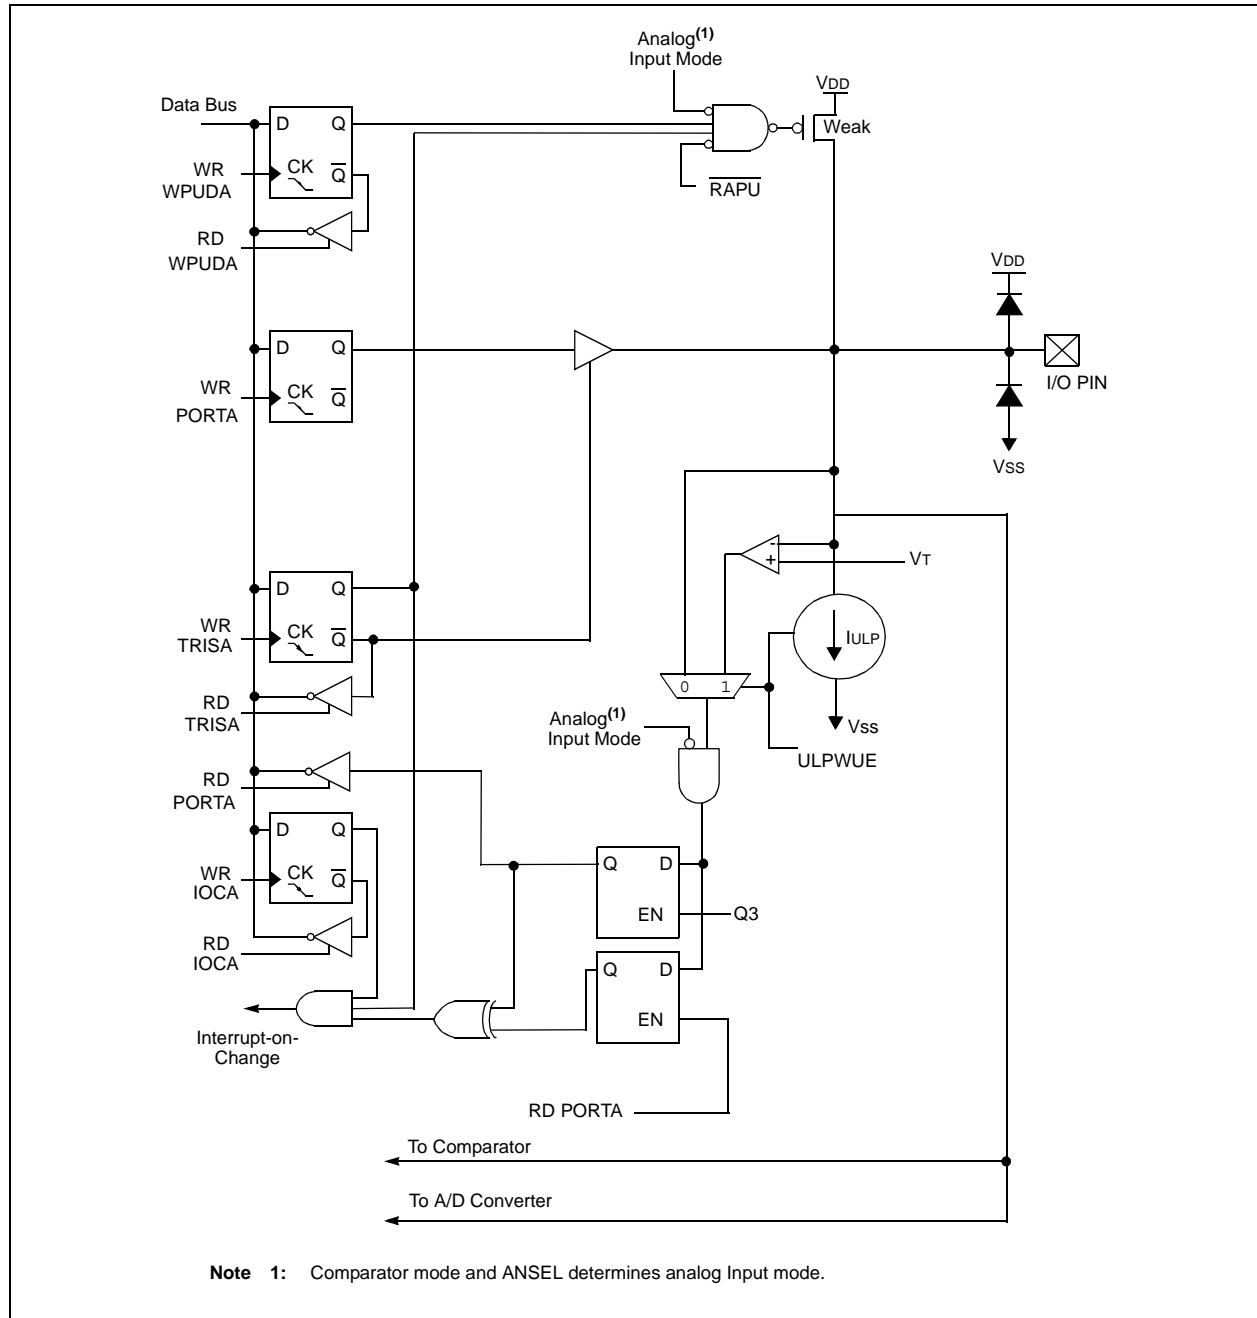 Analog(1)
Input Mode
VDD
Data Bus
D Q
Weak
WR
WPUDA
CK Q
RAPU
RD
WPUDA
VDD
D Q
WR
PORTA
CK Q
I/O PIN
VSS
-
+
VT
D Q
WR
TRISA
CK Q
IULP
0 1
RD
TRISA
Analog(1)
Input Mode
VSS
ULPWUE
RD
PORTA
D Q
WR
IOCA
CK Q
Q D
EN
Q3
RD
IOCA
Q D
EN
Interrupt-on-
Change
RD PORTA
To Comparator
To A/D Converter
Note 1: Comparator mode and ANSEL determines analog Input mode.